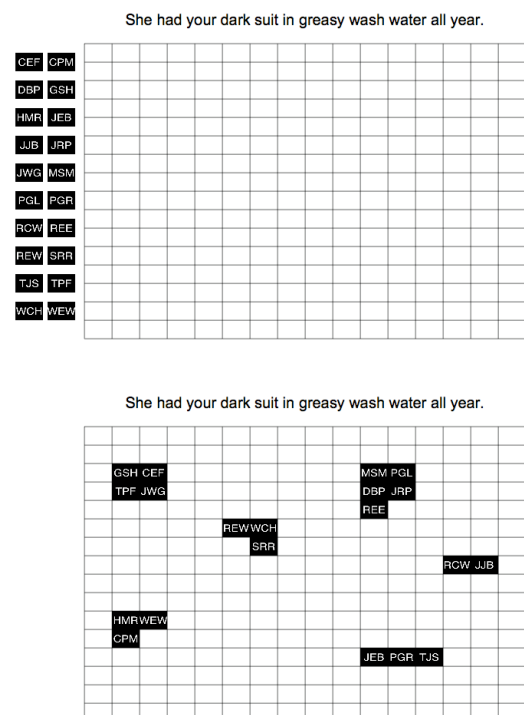 She had your dark suit in greasy wash water all year.
CEF CPM
DBP GSH
HMR JEB
JJB JRP
JWG MSM
PGL PGR
RCW REE
REW SRR
TJS TPF
WCH WEW
She had your dark suit in greasy wash water all year.
GSH CEF MSM PGL
TPF JWG DBP JRP
REE
REW WCH
SRR
RCW JJB
HMR WEW
CPM
JEB PGR TJS